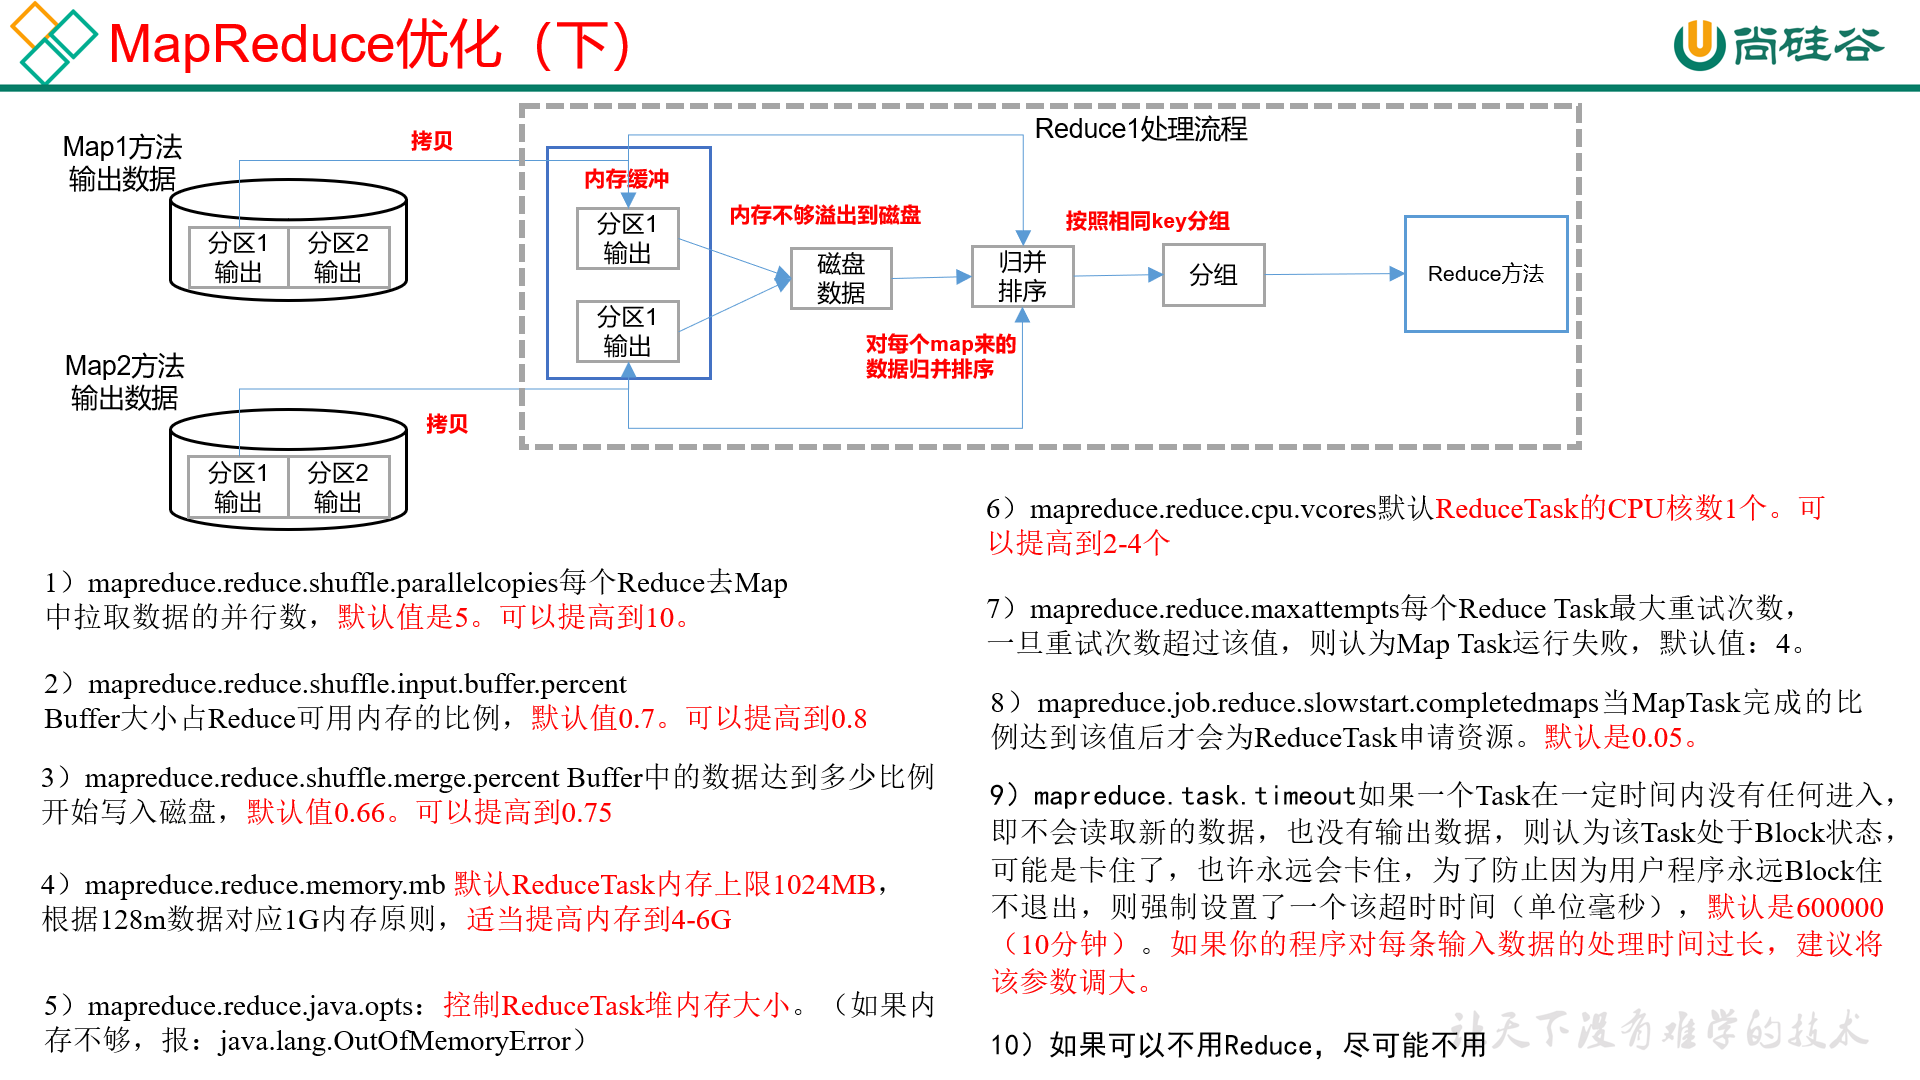 MapReduce优化（下）
尚硅谷
Map1方法
输出数据
拷贝
分区1
输出
分区2
输出
Map2方法
输出数据
拷贝
分区1
输出
分区2
输出
Reduce1处理流程
内存缓冲
分区1
输出
分区1
输出
内存不够溢出到磁盘
磁盘
数据
归并
排序
对每个map来的
数据归并排序
按照相同key分组
分组
Reduce方法
1）mapreduce.reduce.shuffle.parallelcopies每个Reduce去Map
中拉取数据的并行数，默认值是5。可以提高到10。
2）mapreduce.reduce.shuffle.input.buffer.percent
Buffer大小占Reduce可用内存的比例，默认值0.7。可以提高到0.8
3）mapreduce.reduce.shuffle.merge.percent Buffer中的数据达到多少比例
开始写入磁盘，默认值0.66。可以提高到0.75
4）mapreduce.reduce.memory.mb 默认ReduceTask内存上限1024MB，
根据128m数据对应1G内存原则，适当提高内存到4-6G
5）mapreduce.reduce.java.opts：控制ReduceTask堆内存大小。（如果内
存不够，报：java.lang.OutOfMemoryError）
6）mapreduce.reduce.cpu.vcores默认ReduceTask的CPU核数1个。可
以提高到2-4个
7）mapreduce.reduce.maxattempts每个Reduce Task最大重试次数，
一旦重试次数超过该值，则认为Map Task运行失败，默认值：4。
8）mapreduce.job.reduce.slowstart.completedmaps当MapTask完成的比
例达到该值后才会为ReduceTask申请资源。默认是0.05。
9）mapreduce.task.timeout如果一个Task在一定时间内没有任何进入，
即不会读取新的数据，也没有输出数据，则认为该Task处于Block状态，
可能是卡住了，也许永远会卡住，为了防止因为用户程序永远Block住
不退出，则强制设置了一个该超时时间（单位毫秒），默认是600000
（10分钟）。如果你的程序对每条输入数据的处理时间过长，建议将
该参数调大。
10）如果可以不用Reduce，尽可能不用
让天下没有难学的技术